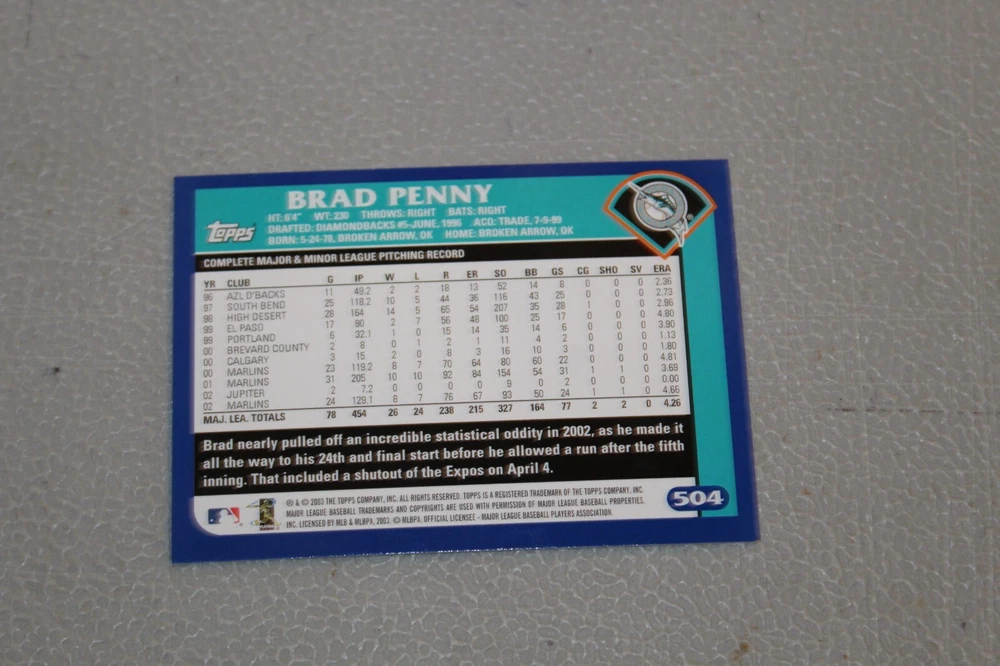 BRAD PENNY
Topps
HT: 6'4" WT: 230 THROWS: RIGHT BATS: RIGHT
DRAFTED: DIAMONDBACKS #5-JUNE, 1996 ACQ: TRADE, 7-9-99
BORN: 5-24-78, BROKEN ARROW, OK HOME: BROKEN ARROW, OK
COMPLETE MAJOR & MINOR LEAGUE PITCHING RECORD
YR CLUB G IP W L R ER SO BB GS CG SHO SV ERA
96 AZL D'BACKS 11 49.2 2 2 18 13 52 14 8 0 0 0 2.36
97 SOUTH BEND 25 118.2 10 5 44 36 116 43 25 0 0 0 2.73
98 HIGH DESERT 28 164 14 5 65 54 207 35 28 1 0 0 2.96
99 EL PASO 17 90 2 7 56 48 100 25 17 0 0 0 4.80
99 PORTLAND 6 32.1 1 0 15 14 35 14 6 0 0 0 3.90
00 BREVARD COUNTY 2 8 0 1 2 1 11 4 2 0 0 0 1.13
00 CALGARY 3 15 2 0 8 3 16 10 3 0 0 0 1.80
00 MARLINS 23 119.2 8 7 70 64 80 60 22 0 0 0 4.81
01 MARLINS 31 205 10 10 92 84 154 54 31 1 1 0 3.69
02 JUPITER 2 7.2 0 0 0 0 9 0 2 0 0 0 0.00
02 MARLINS 24 129.1 8 7 76 67 93 50 24 1 1 0 4.66
MAJ. LEA. TOTALS 78 454 26 24 238 215 327 164 77 2 2 0 4.26
Brad nearly pulled off an incredible statistical oddity in 2002, as he made it
all the way to his 24th and final start before he allowed a run after the fifth
inning. That included a shutout of the Expos on April 4.
® & © 2003 THE TOPPS COMPANY, INC. ALL RIGHTS RESERVED. TOPPS IS A REGISTERED TRADEMARK OF THE TOPPS COMPANY, INC.
MAJOR LEAGUE BASEBALL TRADEMARKS AND COPYRIGHTS ARE USED WITH PERMISSION OF MAJOR LEAGUE BASEBALL PROPERTIES,
INC. LICENSED BY MLB & MLBPA, 2003. © MLBPA, OFFICIAL LICENSEE - MAJOR LEAGUE BASEBALL PLAYERS ASSOCIATION.
504